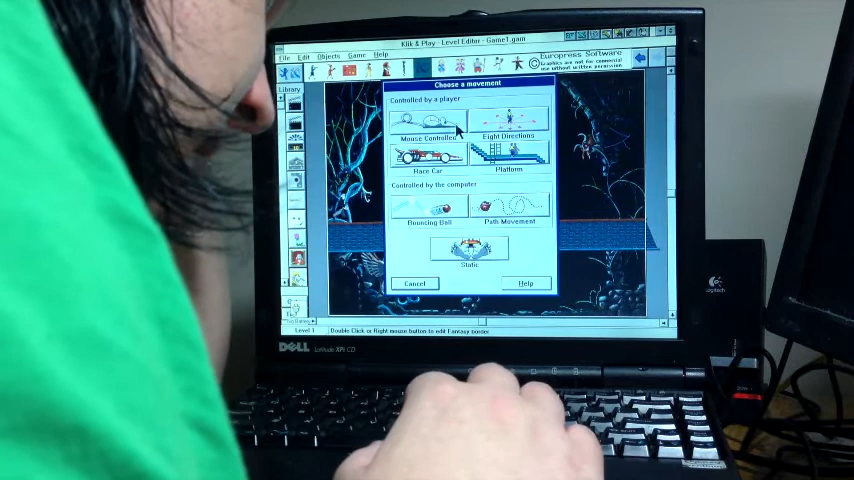 Klik & Play - Level Editor - Game1.gam
File Edit Objects Game Help
© Europress Software
Graphics are not for commercial
use without written permission
Library
Choose a movement
Controlled by a player
Mouse Controlled
Eight Directions
Race Car
Platform
Controlled by the computer
Bouncing Ball
Path Movement
Static
Cancel
Help
Level 1
Double Click or Right mouse button to edit Fantasy border
DELL Latitude XPi CD
Logitech